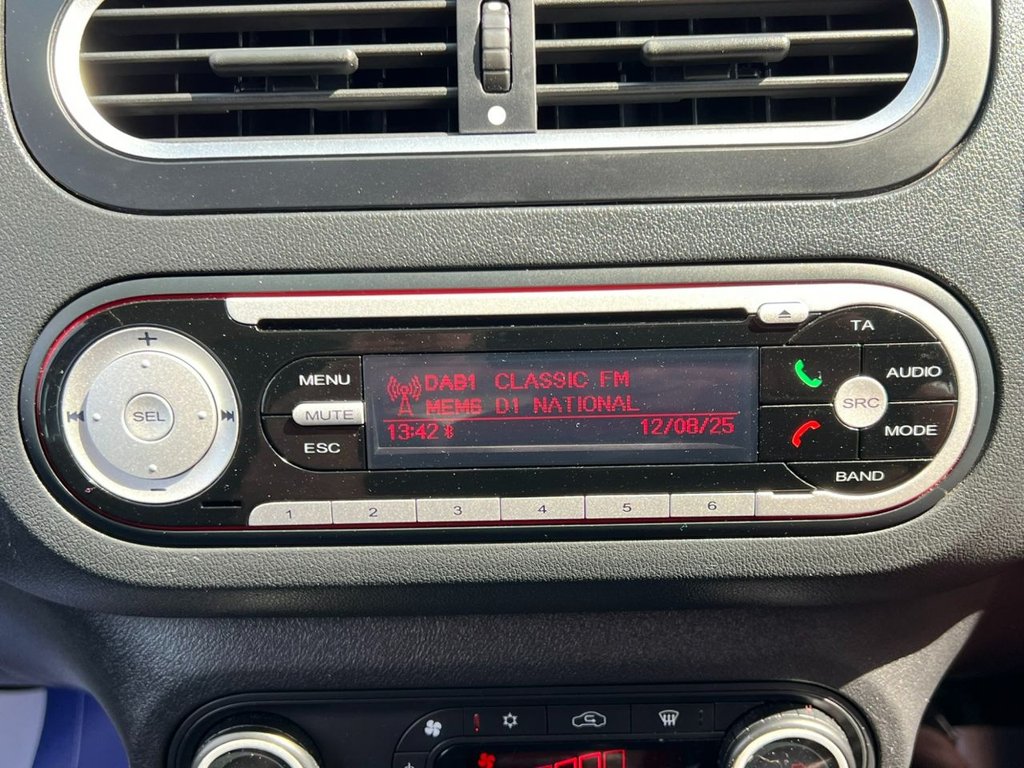 TA
MENU
MUTE
ESC
SEL
DAB1 CLASSIC FM
MEM6 D1 NATIONAL
13:42 12/08/25
AUDIO
SRC
MODE
BAND
1 2 3 4 5 6